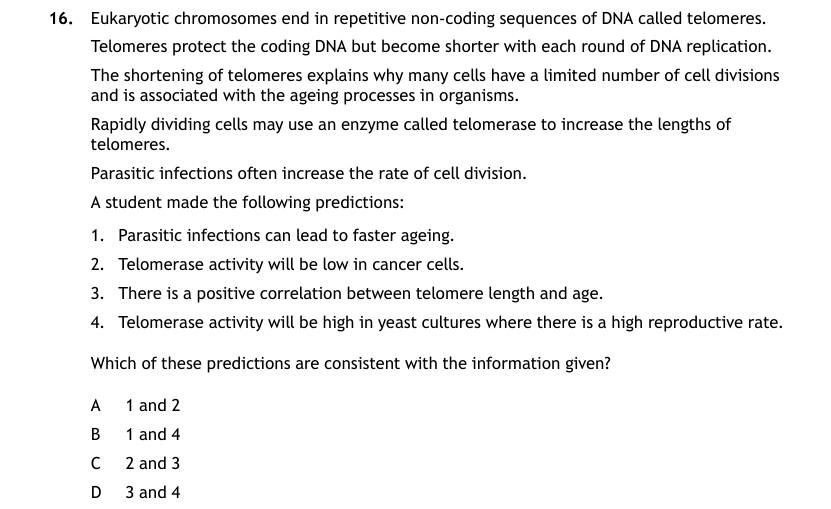 16. Eukaryotic chromosomes end in repetitive non-coding sequences of DNA called telomeres.
Telomeres protect the coding DNA but become shorter with each round of DNA replication.
The shortening of telomeres explains why many cells have a limited number of cell divisions
and is associated with the ageing processes in organisms.
Rapidly dividing cells may use an enzyme called telomerase to increase the lengths of
telomeres.
Parasitic infections often increase the rate of cell division.
A student made the following predictions:
1. Parasitic infections can lead to faster ageing.
2. Telomerase activity will be low in cancer cells.
3. There is a positive correlation between telomere length and age.
4. Telomerase activity will be high in yeast cultures where there is a high reproductive rate.
Which of these predictions are consistent with the information given?
A 1 and 2
B 1 and 4
C 2 and 3
D 3 and 4